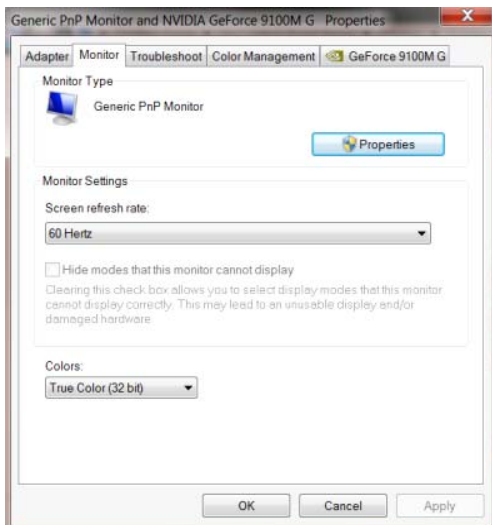 Generic PnP Monitor and NVIDIA GeForce 9100M G Properties
Adapter Monitor Troubleshoot Color Management GeForce 9100M G
Monitor Type
Generic PnP Monitor
Properties
Monitor Settings
Screen refresh rate:
60 Hertz
Hide modes that this monitor cannot display
Clearing this check box allows you to select display modes that this monitor
cannot display correctly. This may lead to an unusable display and/or
damaged hardware.
Colors:
True Color (32 bit)
OK Cancel Apply